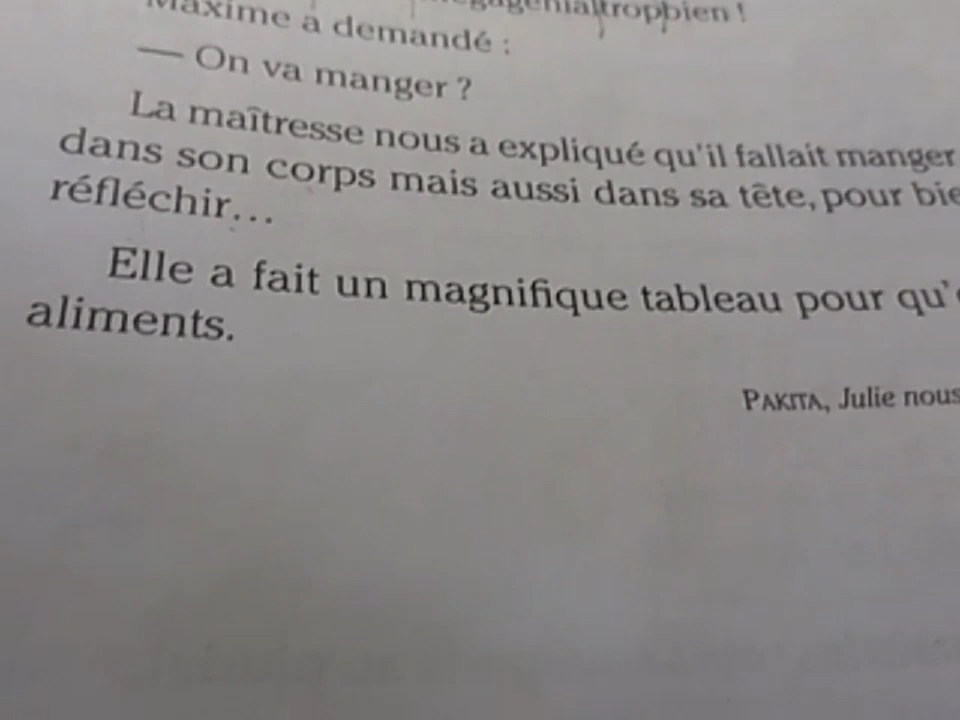 tropbien !
Maxime a demandé :
— On va manger ?
La maîtresse nous a expliqué qu'il fallait manger
dans son corps mais aussi dans sa tête, pour
réfléchir...
Elle a fait un magnifique tableau pour
aliments.
PAKITA, Julie nous